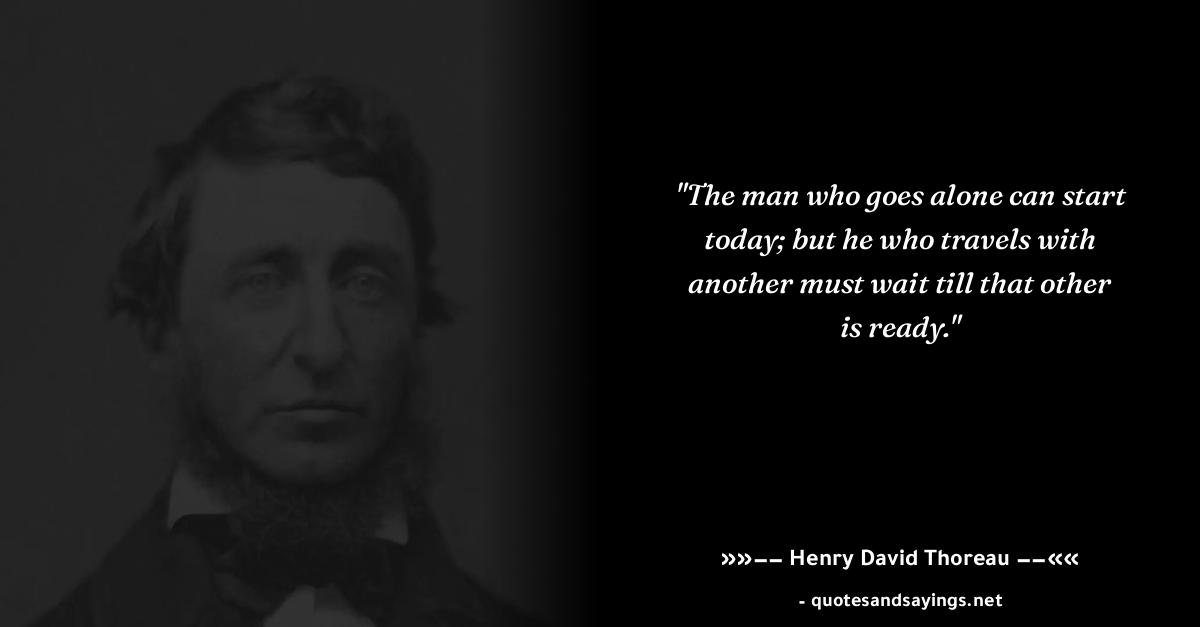 "The man who goes alone can start
today; but he who travels with
another must wait till that other
is ready."
»»−− Henry David Thoreau −−««
- quotesandsayings.net